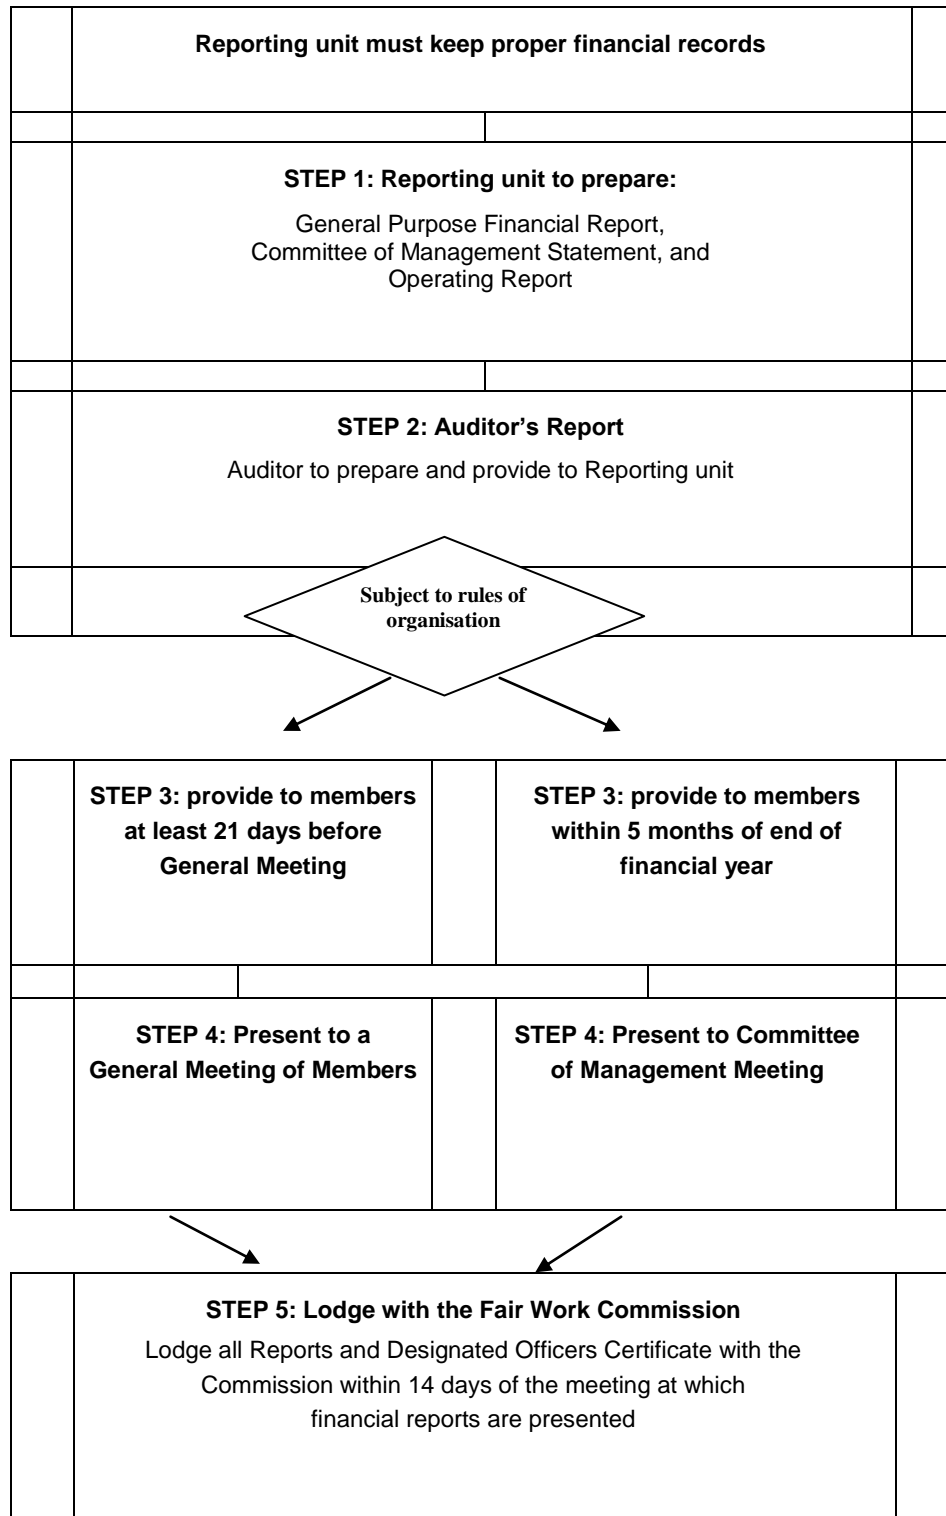 Reporting unit must keep proper financial records
STEP 1: Reporting unit to prepare:
General Purpose Financial Report,
Committee of Management Statement, and
Operating Report
STEP 2: Auditor’s Report
Auditor to prepare and provide to Reporting unit
Subject to rules of
organisation
STEP 3: provide to members
at least 21 days before
General Meeting
STEP 3: provide to members
within 5 months of end of
financial year
STEP 4: Present to a
General Meeting of Members
STEP 4: Present to Committee
of Management Meeting
STEP 5: Lodge with the Fair Work Commission
Lodge all Reports and Designated Officers Certificate with the
Commission within 14 days of the meeting at which
financial reports are presented